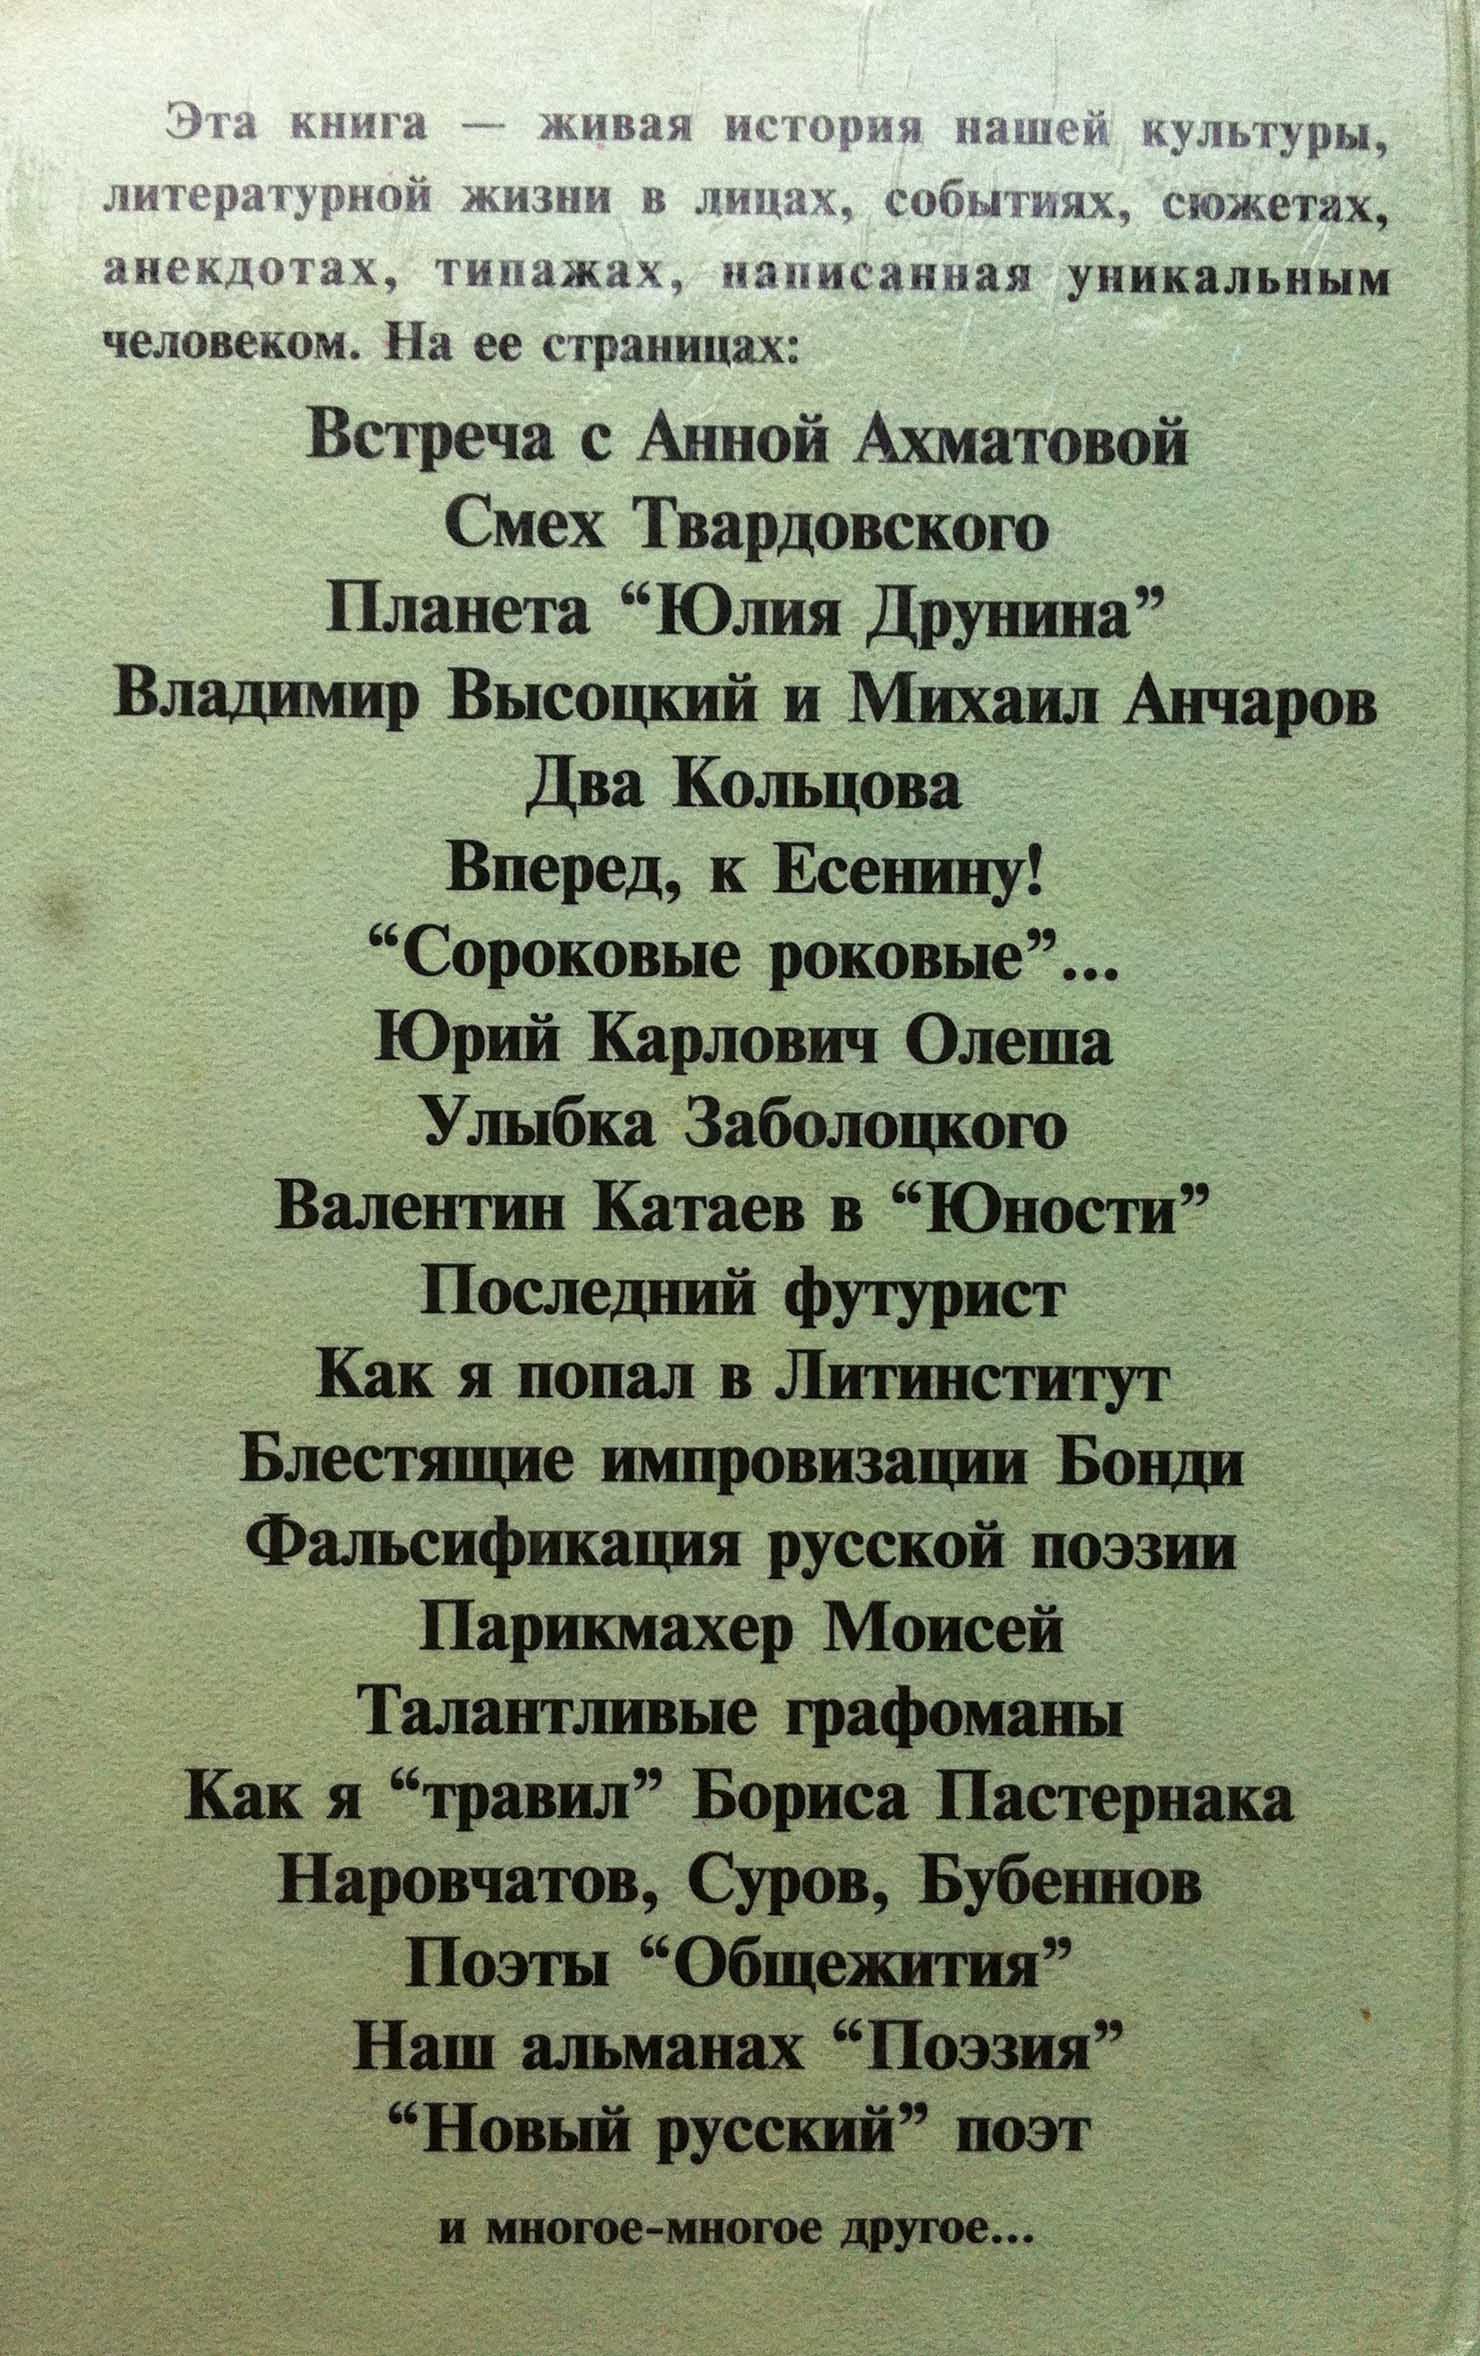 Эта книга — живая история нашей культуры,
литературной жизни в лицах, событиях, сюжетах,
анекдотах, типажах, написанная уникальным
человеком. На ее страницах:
Встреча с Анной Ахматовой
Смех Твардовского
Планета “Юлия Друнина”
Владимир Высоцкий и Михаил Анчаров
Два Кольцова
Вперед, к Есенину!
“Сороковые роковые”...
Юрий Карлович Олеша
Улыбка Заболоцкого
Валентин Катаев в “Юности”
Последний футурист
Как я попал в Литинститут
Блестящие импровизации Бонди
Фальсификация русской поэзии
Парикмахер Моисей
Талантливые графоманы
Как я “травил” Бориса Пастернака
Наровчатов, Суров, Бубеннов
Поэты “Общежития”
Наш альманах “Поэзия”
“Новый русский” поэт
и многое-многое другое...